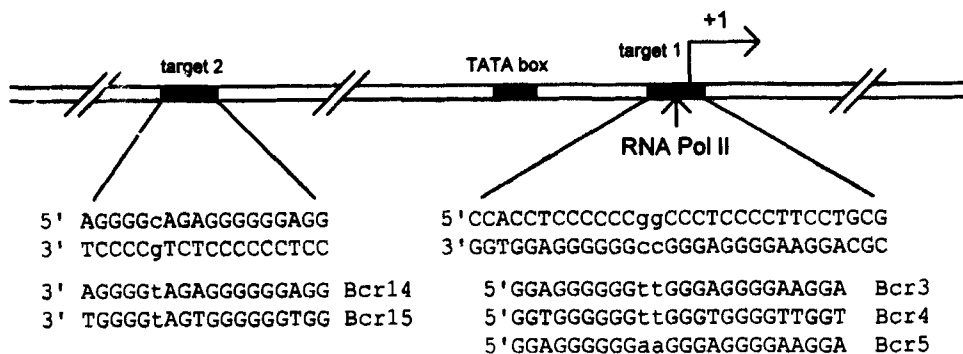 +1
target 2
TATA box
target 1
RNA Pol II
5' AGGGGcAGAGGGGGGAGG
3' TCCCCgTCTCCCCCCTCC
3' AGGGGtAGAGGGGGGAGG Bcr14
3' TGGGGtAGTGGGGGGTGG Bcr15
5'CCACCTCCCCCCggCCCTCCCCTTCCTGCG
3'GGTGGAGGGGGGccGGGAGGGGAAGGACGC
5'GGAGGGGGGttGGGAGGGGAAGGA Bcr3
5'GGTGGGGGGttGGGTGGGGTTGGT Bcr4
5'GGAGGGGGGaaGGGAGGGGAAGGA Bcr5